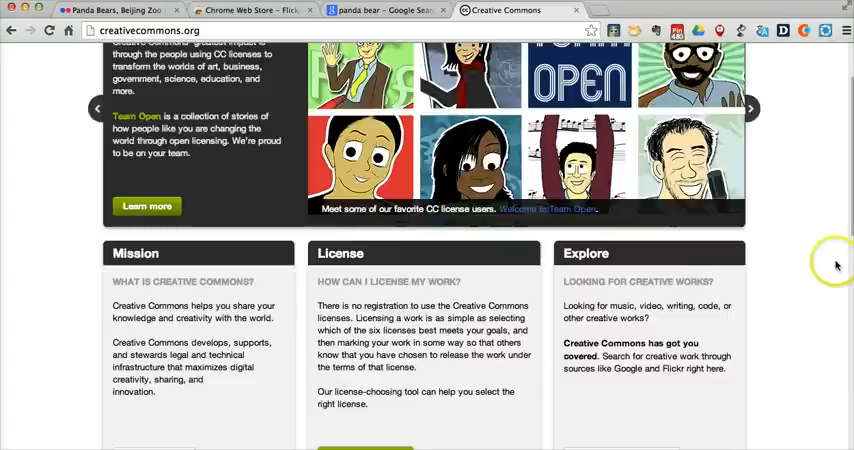 Panda Bears, Beijing Zoo
Chrome Web Store – Flick
panda bear – Google Sear
Creative Commons
creativecommons.org
Pin
480
through the people using CC licenses to
transform the worlds of art, business,
government, science, education, and
more.
Team Open is a collection of stories of
how people like you are changing the
world through open licensing. We're proud
to be on your team.
Learn more
OPEN
Meet some of our favorite CC license users. Welcome to Team Open.
Mission
WHAT IS CREATIVE COMMONS?
Creative Commons helps you share your
knowledge and creativity with the world.
Creative Commons develops, supports,
and stewards legal and technical
infrastructure that maximizes digital
creativity, sharing, and
innovation.
License
HOW CAN I LICENSE MY WORK?
There is no registration to use the Creative Commons
licenses. Licensing a work is as simple as selecting
which of the six licenses best meets your goals, and
then marking your work in some way so that others
know that you have chosen to release the work under
the terms of that license.
Our license-choosing tool can help you select the
right license.
Explore
LOOKING FOR CREATIVE WORKS?
Looking for music, video, writing, code, or
other creative works?
Creative Commons has got you
covered. Search for creative work through
sources like Google and Flickr right here.